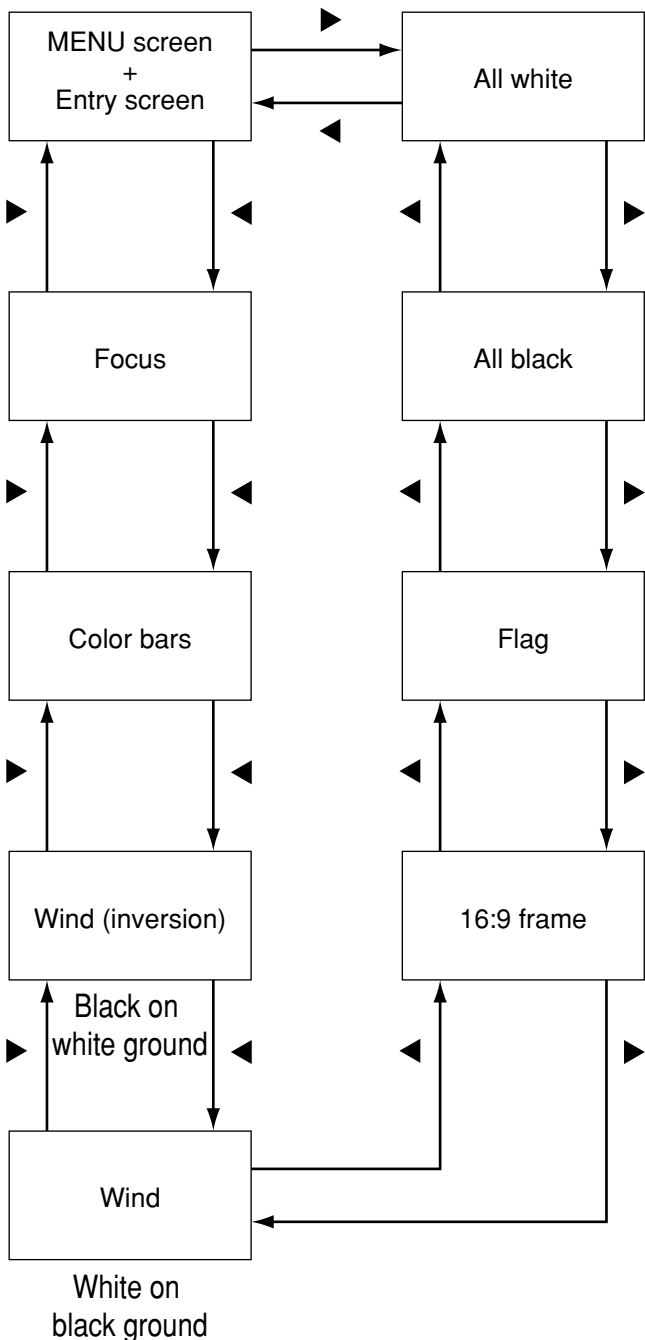 MENU screen
+
Entry screen
All white
Focus
All black
Color bars
Flag
Wind (inversion)
16:9 frame
Black on
white ground
Wind
White on
black ground